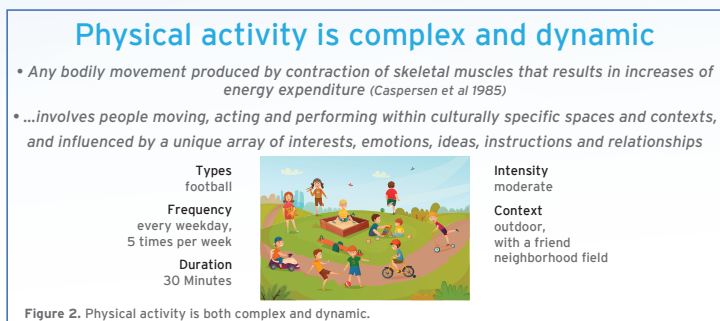 Physical activity is complex and dynamic
• Any bodily movement produced by contraction of skeletal muscles that results in increases of
energy expenditure (Caspersen et al 1985)
• ...involves people moving, acting and performing within culturally specific spaces and contexts,
and influenced by a unique array of interests, emotions, ideas, instructions and relationships
Types
football
Frequency
every weekday,
5 times per week
Duration
30 Minutes
Intensity
moderate
Context
outdoor,
with a friend
neighborhood field
Figure 2. Physical activity is both complex and dynamic.